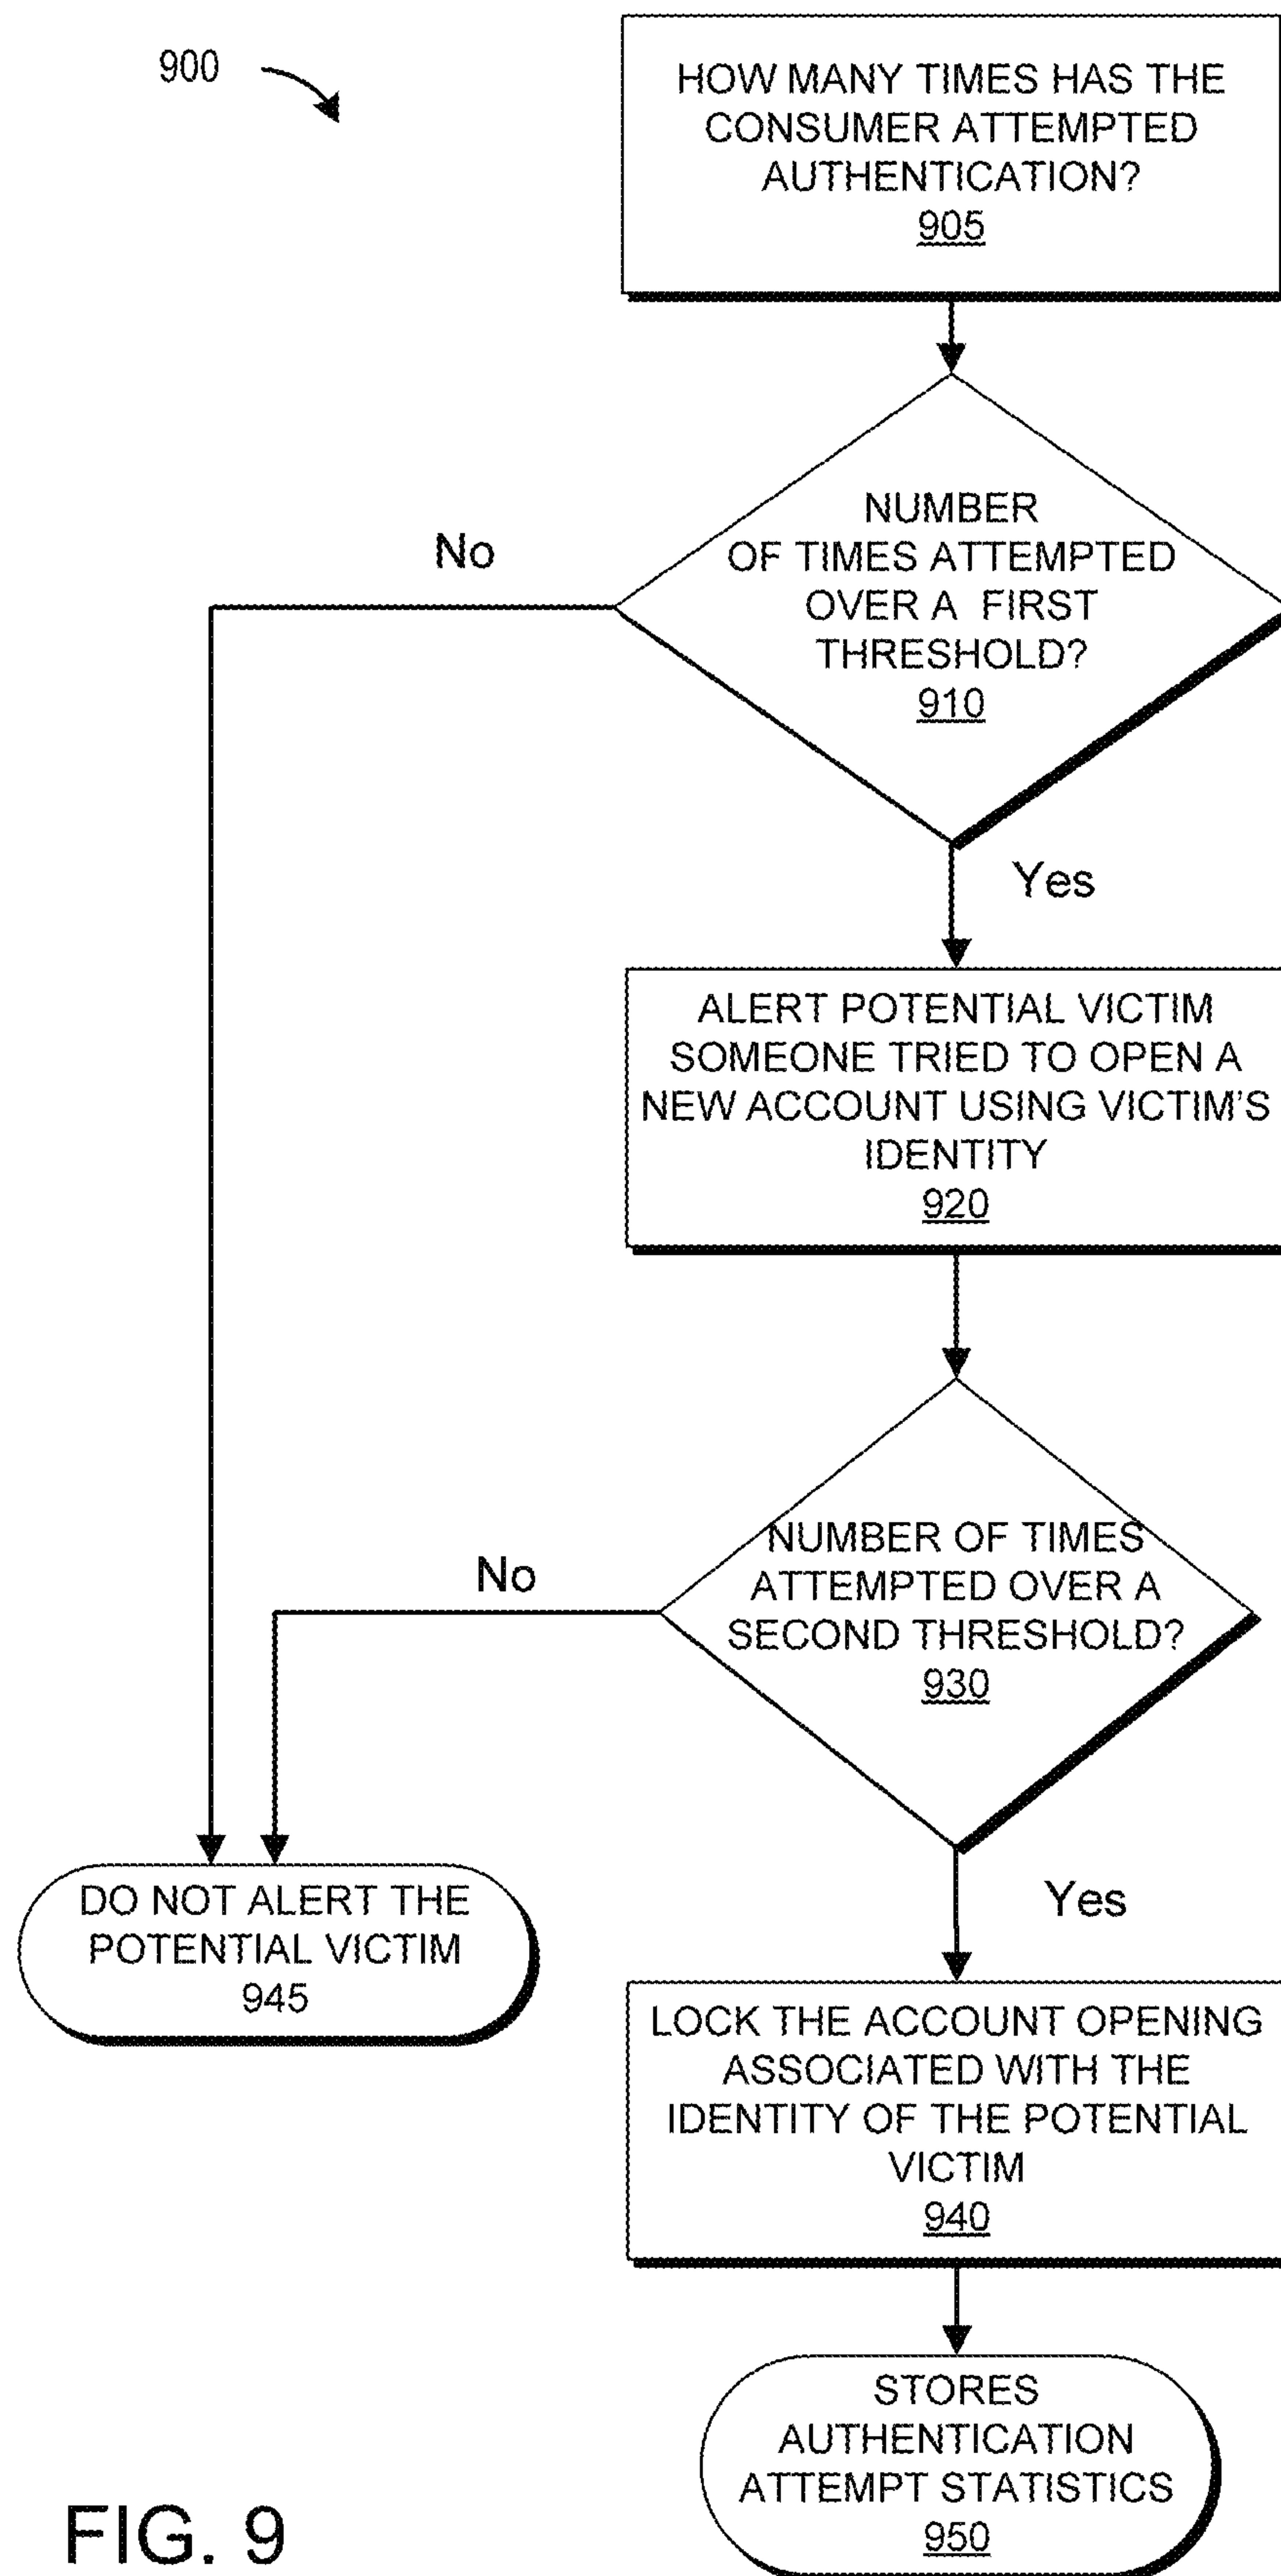 900
HOW MANY TIMES HAS THE
CONSUMER ATTEMPTED
AUTHENTICATION?
905
NUMBER
OF TIMES ATTEMPTED
OVER A FIRST
THRESHOLD?
910
No
Yes
ALERT POTENTIAL VICTIM
SOMEONE TRIED TO OPEN A
NEW ACCOUNT USING VICTIM'S
IDENTITY
920
NUMBER OF TIMES
ATTEMPTED OVER A
SECOND THRESHOLD?
930
No
Yes
DO NOT ALERT THE
POTENTIAL VICTIM
945
LOCK THE ACCOUNT OPENING
ASSOCIATED WITH THE
IDENTITY OF THE POTENTIAL
VICTIM
940
STORES
AUTHENTICATION
ATTEMPT STATISTICS
950
FIG. 9